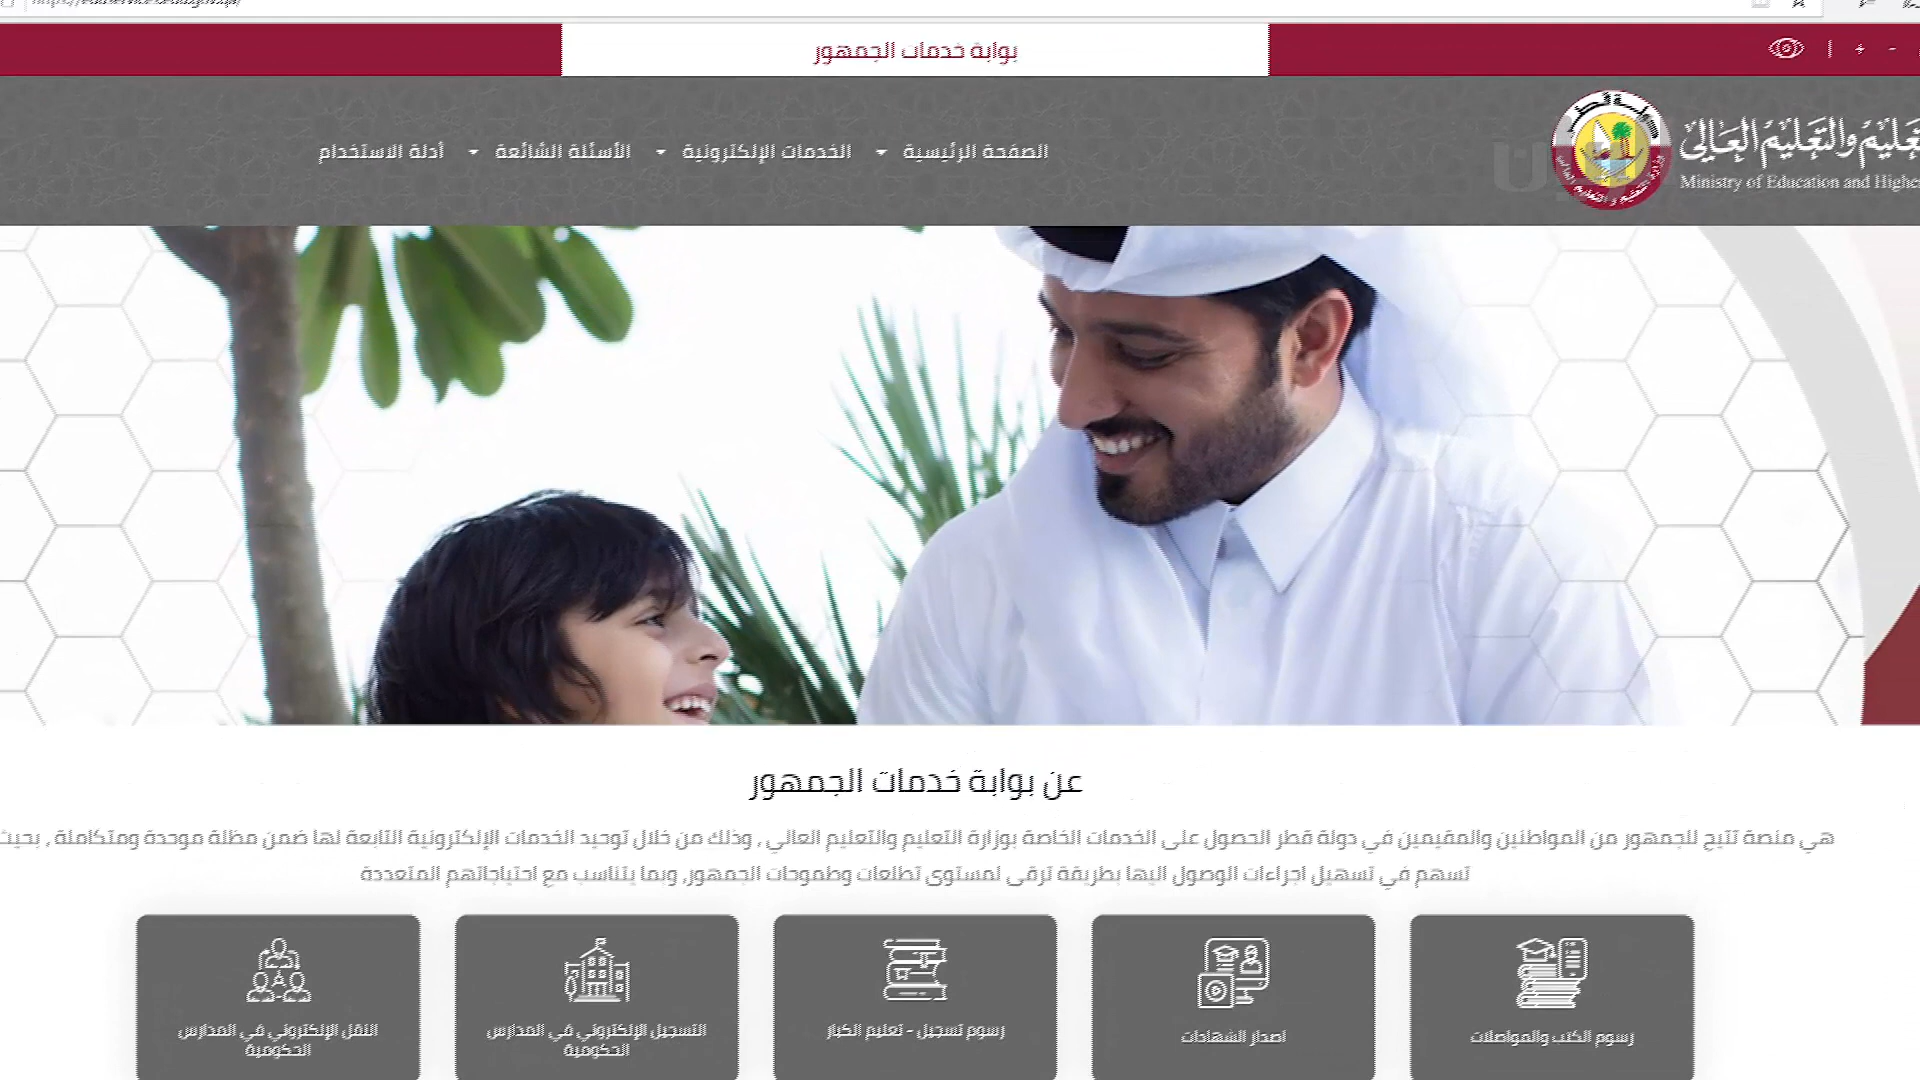 بوابة خدمات الجمهور
+ -
تعليم والتعليم العالي
Ministry of Education and Higher
الصفحة الرئيسية
الخدمات الإلكترونية
الأسئلة الشائعة
أدلة الاستخدام
عن بوابة خدمات الجمهور
هي منصة تتيح للجمهور من المواطنين والمقيمين في دولة قطر الحصول على الخدمات الخاصة بوزارة التعليم والتعليم العالي ، وذلك من خلال توحيد الخدمات الإلكترونية التابعة لها ضمن مظلة موحدة ومتكاملة , بحيث
تسهم في تسهيل اجراءات الوصول اليها بطريقة ترقى لمستوى تطلعات وطموحات الجمهور, وبما يتناسب مع احتياجاتهم المتعددة
رسوم الكتب والمواصلات
اصدار الشهادات
رسوم تسجيل - تعليم الكبار
التسجيل الإلكتروني في المدارس
الحكومية
النقل الإلكتروني في المدارس
الحكومية